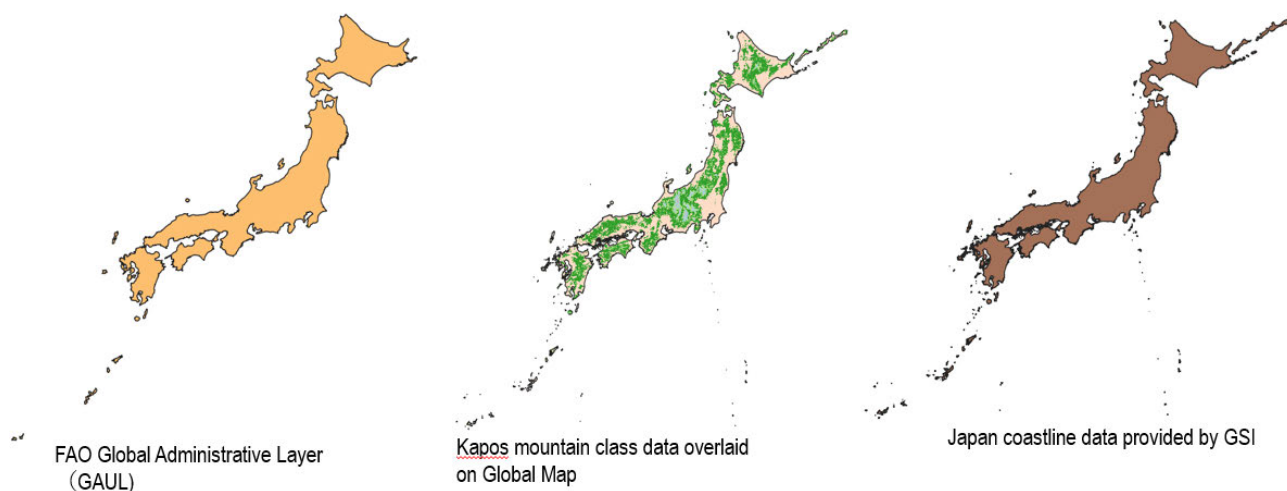 FAO Global Administrative Layer
（GAUL)
Kapos mountain class data overlaid
on Global Map
Japan coastline data provided by GSI